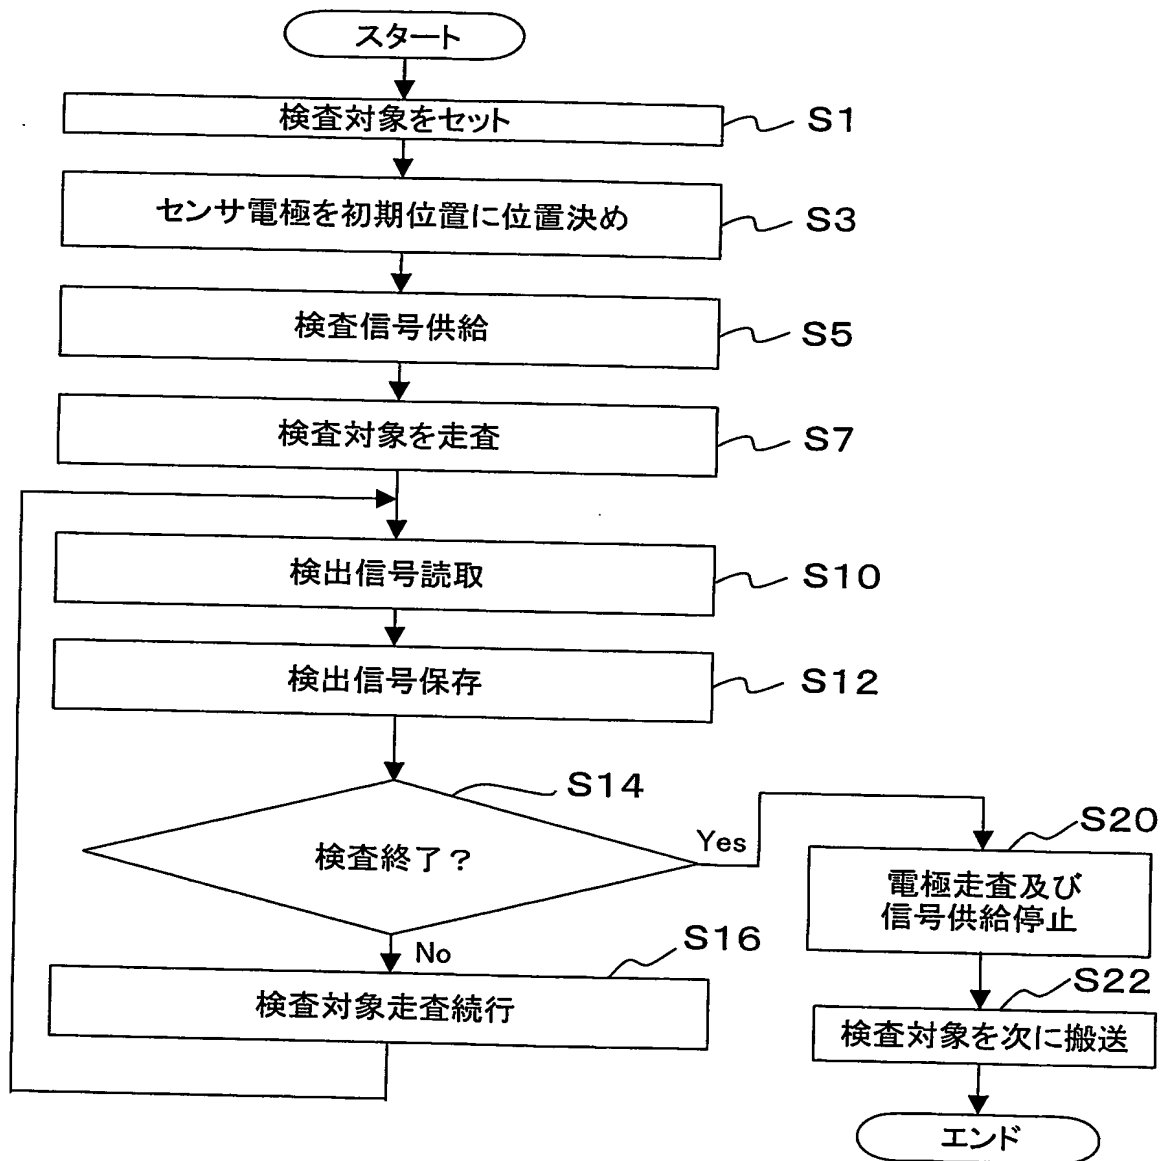 スタート
検査対象をセット
S1
センサ電極を初期位置に位置決め
S3
検査信号供給
S5
検査対象を走査
S7
検出信号読取
S10
検出信号保存
S12
検査終了?
S14
Yes
No
検査対象走査続行
S16
電極走査及び
信号供給停止
S20
検査対象を次に搬送
S22
エンド